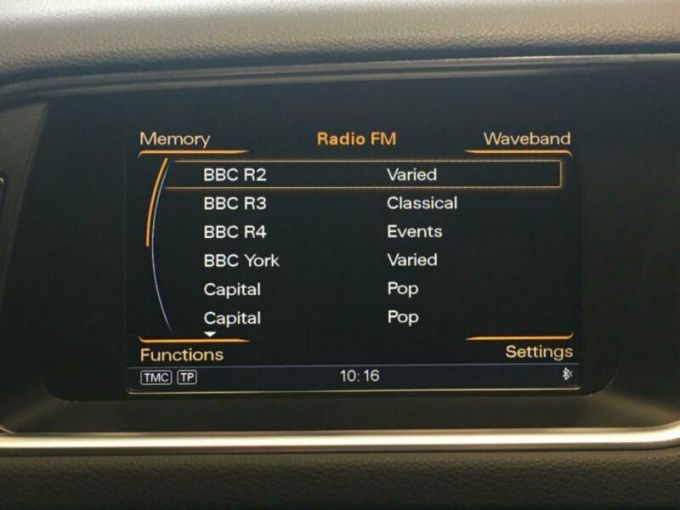 Memory Radio FM Waveband
BBC R2 Varied
BBC R3 Classical
BBC R4 Events
BBC York Varied
Capital Pop
Capital Pop
Functions Settings
TMC TP 10:16